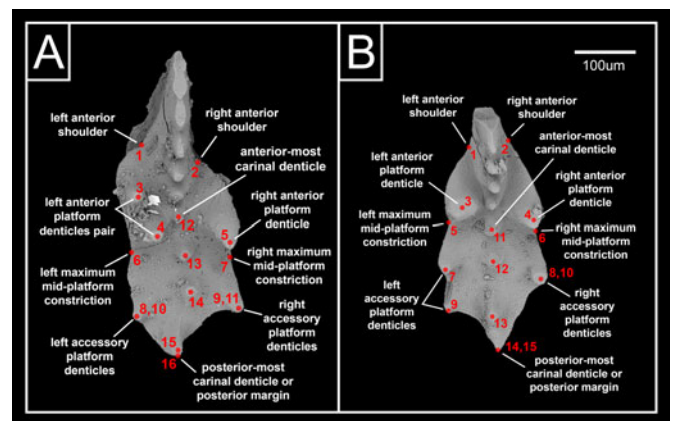 A
left anterior
shoulder
right anterior
shoulder
anterior-most
carinal denticle
left anterior
platform
denticles pair
right anterior
platform
denticle
left maximum
mid-platform
constriction
right maximum
mid-platform
constriction
left accessory
platform
denticles
right
accessory
platform
denticles
posterior-most
carinal denticle or
posterior margin
1
2
3
4
5
6
7
8,10
9,11
12
13
14
15
16
B
100um
left anterior
shoulder
right anterior
shoulder
anterior-most
carinal denticle
left anterior
platform
denticle
right anterior
platform
denticle
left maximum
mid-platform
constriction
right maximum
mid-platform
constriction
left
accessory
platform
denticles
right
accessory
platform
denticles
posterior-most
carinal denticle or
posterior margin
1
2
3
4
5
6
7
8,10
9
11
12
13
14,15